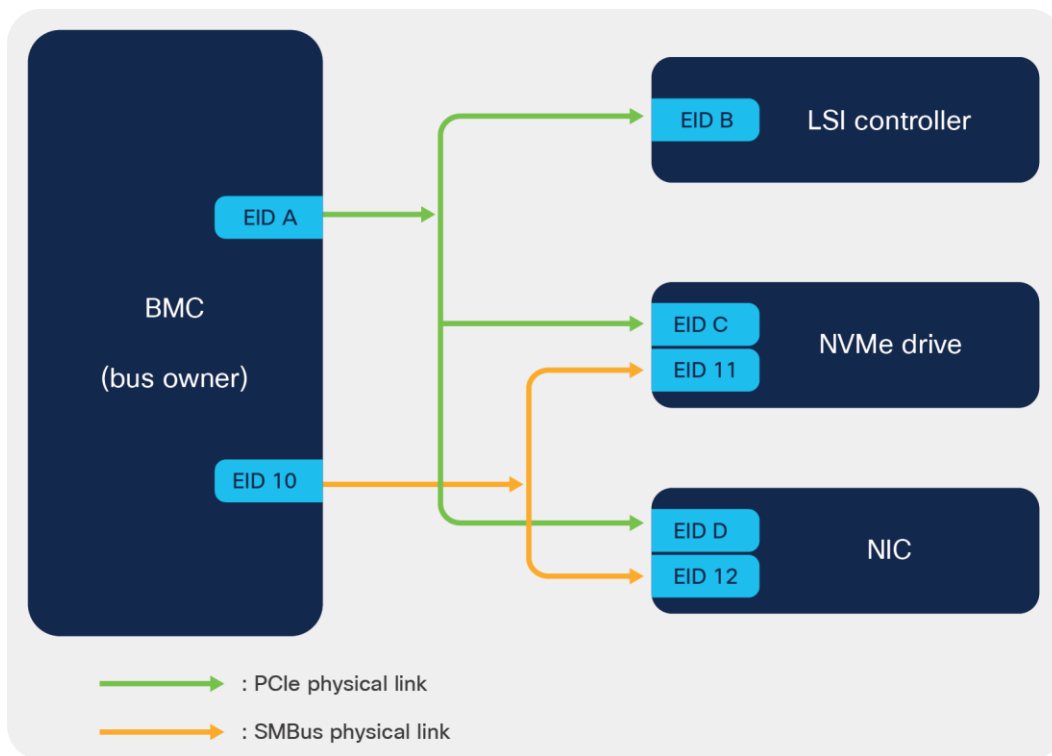 EID A
BMC
(bus owner)
EID 10
EID B
LSI controller
EID C
EID 11
NVMe drive
EID D
EID 12
NIC
: PCIe physical link
: SMBus physical link